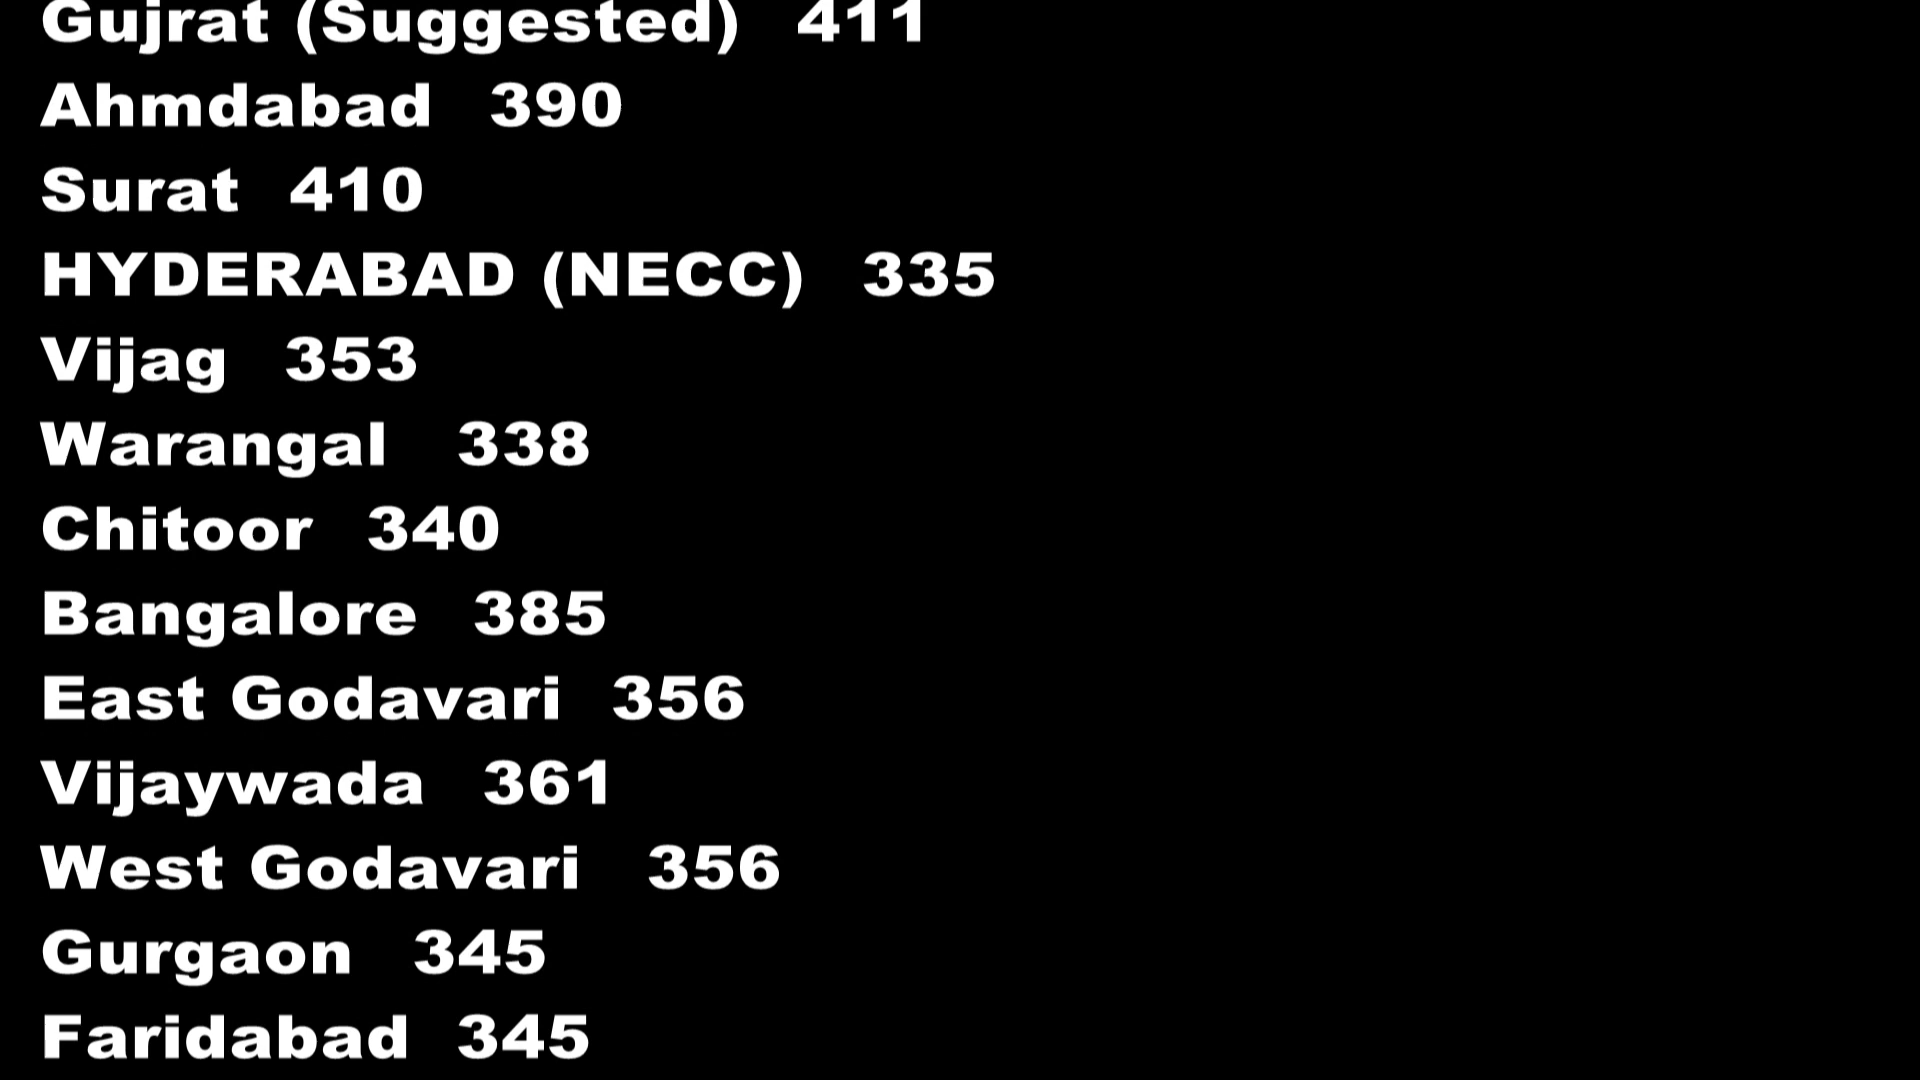 Gujrat (Suggested) 411
Ahmdabad 390
Surat 410
HYDERABAD (NECC) 335
Vijag 353
Warangal 338
Chitoor 340
Bangalore 385
East Godavari 356
Vijaywada 361
West Godavari 356
Gurgaon 345
Faridabad 345